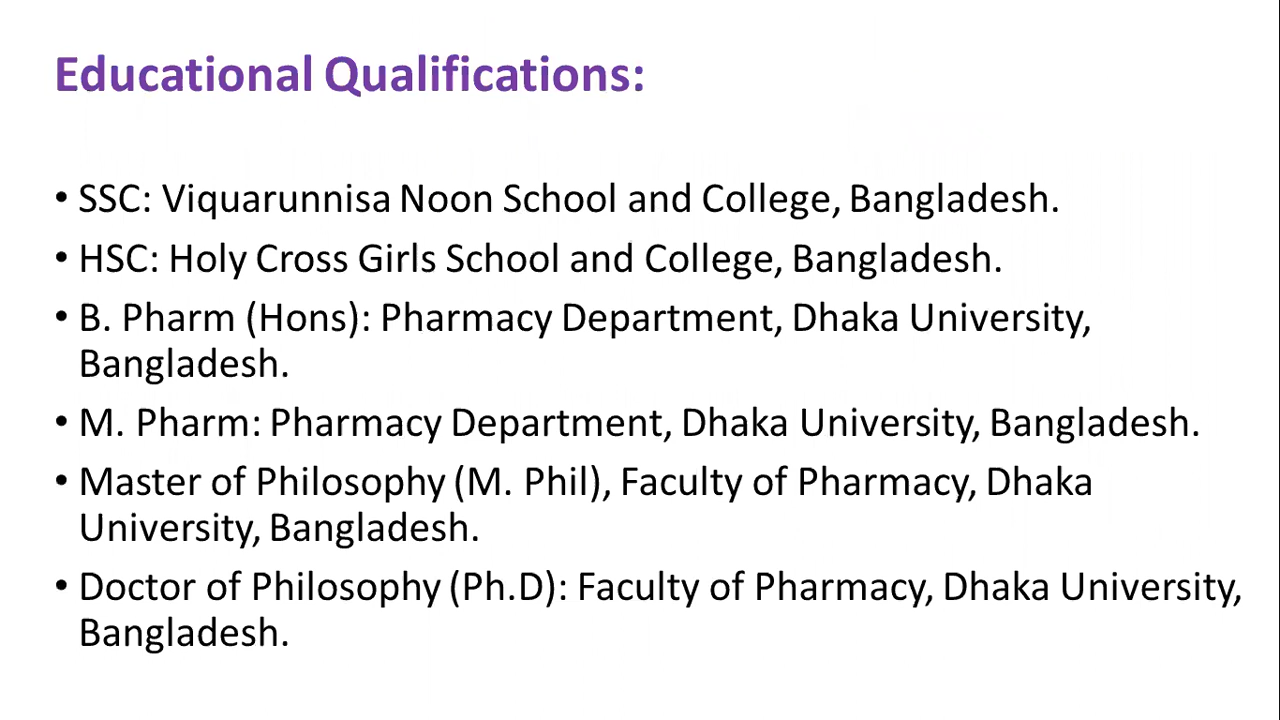 Educational Qualifications:
• SSC: Viquarunnisa Noon School and College, Bangladesh.
• HSC: Holy Cross Girls School and College, Bangladesh.
• B. Pharm (Hons): Pharmacy Department, Dhaka University,
Bangladesh.
• M. Pharm: Pharmacy Department, Dhaka University, Bangladesh.
• Master of Philosophy (M. Phil), Faculty of Pharmacy, Dhaka
University, Bangladesh.
• Doctor of Philosophy (Ph.D): Faculty of Pharmacy, Dhaka University,
Bangladesh.